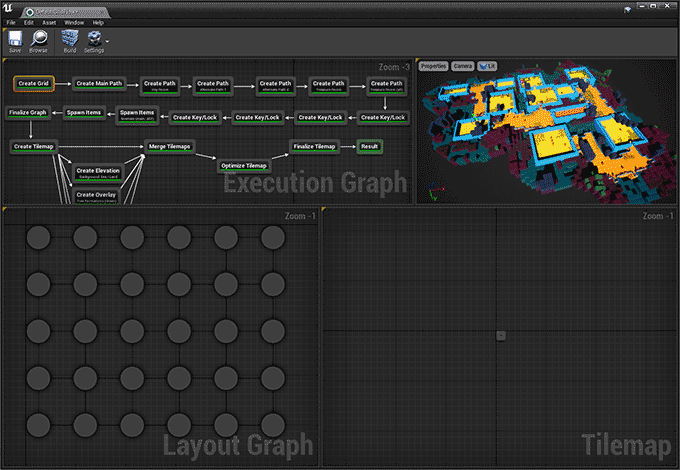 File Edit Asset Window Help
Save Browse Build Settings
Zoom -3
Create Grid Create Main Path Create Path Create Path Create Path Create Path Create Path
Finalize Graph Spawn Items Spawn Items Create Key/Lock Create Key/Lock Create Key/Lock Create Key/Lock
Create Tilemap Merge Tilemaps Optimize Tilemap Finalize Tilemap Result
Create Elevation
Create Overlay
Execution Graph
Properties Camera Lit
Zoom -1
Layout Graph
Zoom -1
Tilemap